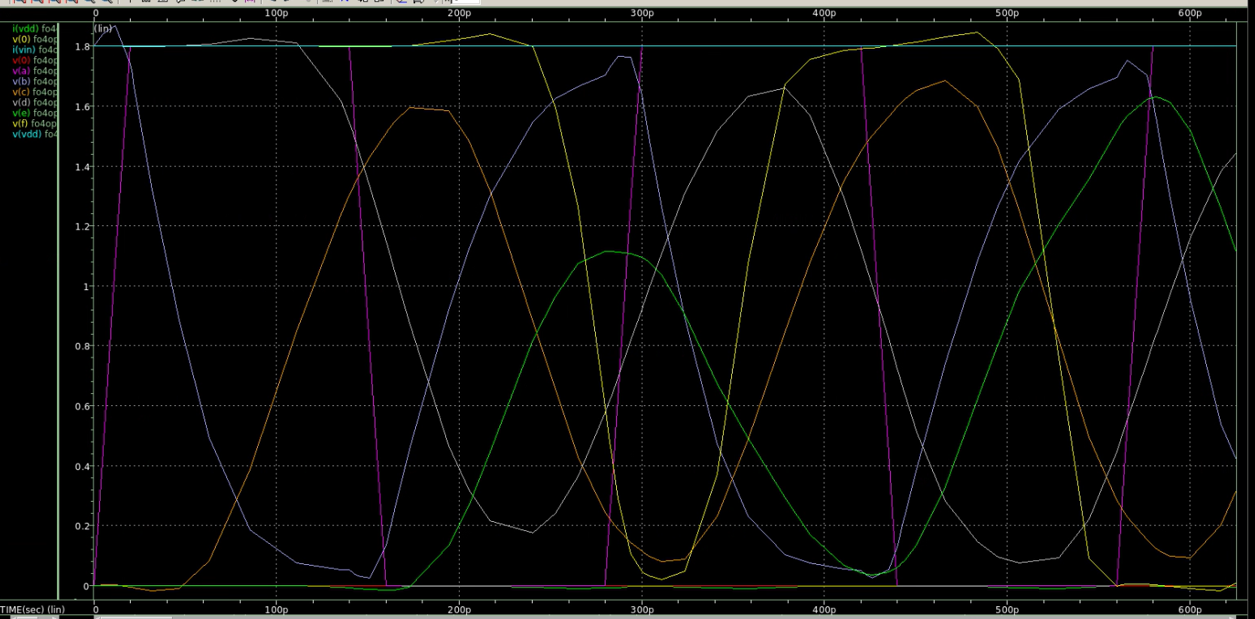 0 100p 200p 300p 400p 500p 600p
(lin)
i(vdd) fo4
v(0) fo4op
i(vin) fo4o
v(0) fo4op
v(a) fo4op
v(b) fo4op
v(c) fo4op
v(d) fo4op
v(e) fo4op
v(f) fo4op
v(vdd) fo4
1.8
1.6
1.4
1.2
1
0.8
0.6
0.4
0.2
0
TIME(sec) (lin) 0 100p 200p 300p 400p 500p 600p